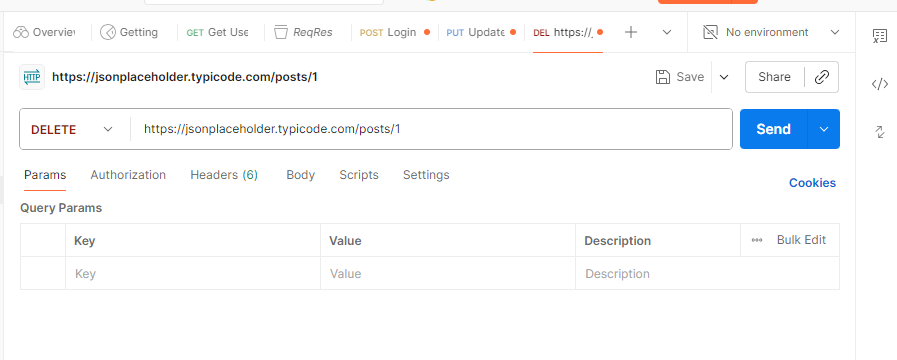 Overvie Getting GET Get Use ReqRes POST Login PUT Update DEL https://j No environment
HTTP https://jsonplaceholder.typicode.com/posts/1 Save Share
DELETE https://jsonplaceholder.typicode.com/posts/1 Send
Params Authorization Headers (6) Body Scripts Settings Cookies
Query Params
Key Value Description Bulk Edit
Key Value Description